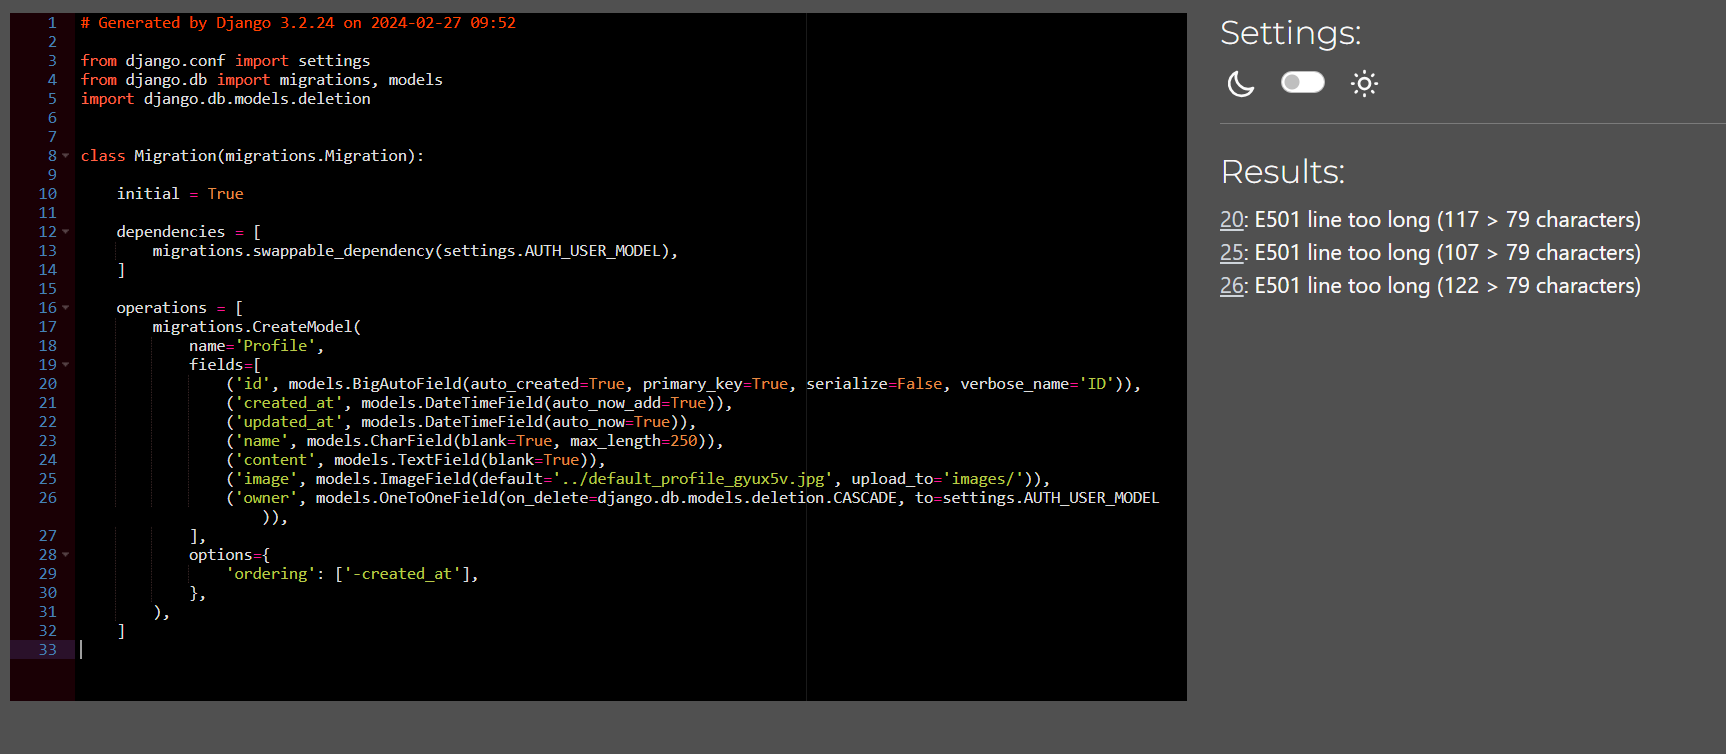 1 # Generated by Django 3.2.24 on 2024-02-27 09:52
2
3 from django.conf import settings
4 from django.db import migrations, models
5 import django.db.models.deletion
6
7
8 class Migration(migrations.Migration):
9
10     initial = True
11
12     dependencies = [
13         migrations.swappable_dependency(settings.AUTH_USER_MODEL),
14     ]
15
16     operations = [
17         migrations.CreateModel(
18             name='Profile',
19             fields=[
20                 ('id', models.BigAutoField(auto_created=True, primary_key=True, serialize=False, verbose_name='ID')),
21                 ('created_at', models.DateTimeField(auto_now_add=True)),
22                 ('updated_at', models.DateTimeField(auto_now=True)),
23                 ('name', models.CharField(blank=True, max_length=250)),
24                 ('content', models.TextField(blank=True)),
25                 ('image', models.ImageField(default='../default_profile_gyux5v.jpg', upload_to='images/')),
26                 ('owner', models.OneToOneField(on_delete=django.db.models.deletion.CASCADE, to=settings.AUTH_USER_MODEL
                    )),
27             ],
28             options={
29                 'ordering': ['-created_at'],
30             },
31         ),
32     ]
33
Settings:
Results:
20: E501 line too long (117 > 79 characters)
25: E501 line too long (107 > 79 characters)
26: E501 line too long (122 > 79 characters)